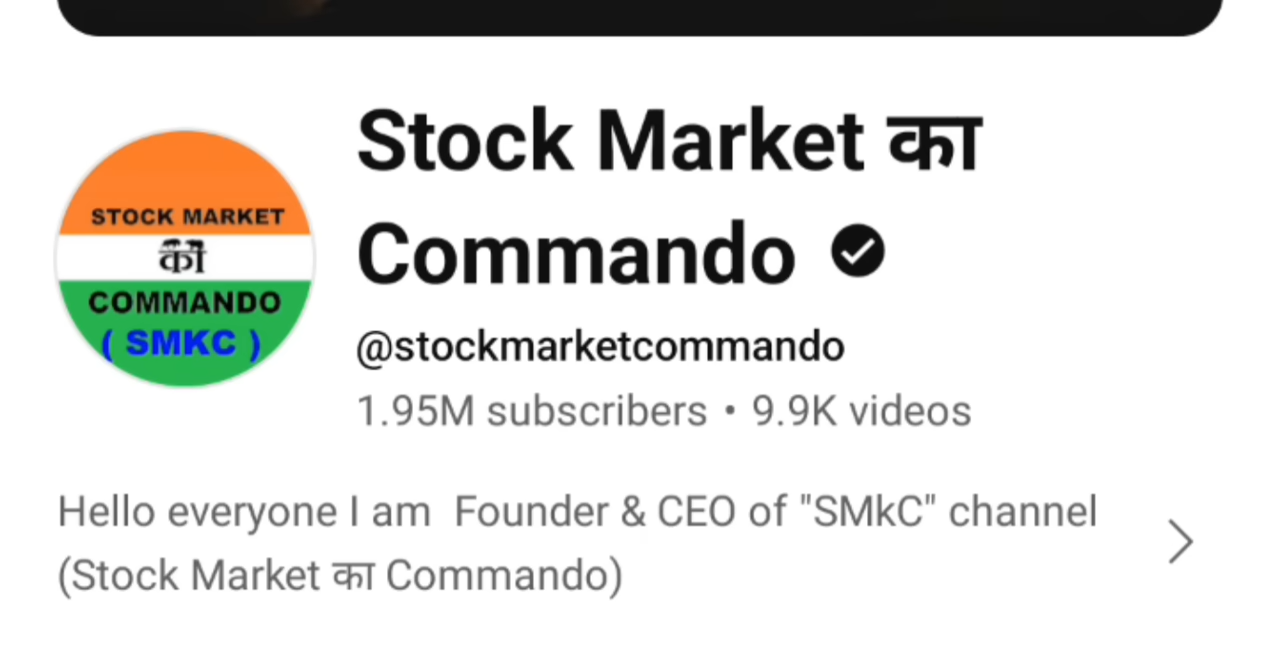 STOCK MARKET
का
COMMANDO
( SMKC )
Stock Market का
Commando
@stockmarketcommando
1.95M subscribers • 9.9K videos
Hello everyone I am  Founder & CEO of "SMkC" channel
(Stock Market का Commando)